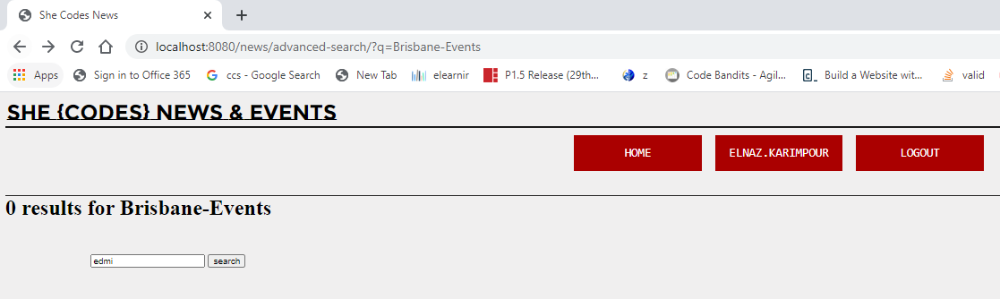 She Codes News
localhost:8080/news/advanced-search/?q=Brisbane-Events
Apps Sign in to Office 365 ccs - Google Search New Tab elearnir P1.5 Release (29th... z Code Bandits - Agil... Build a Website wit... valid
SHE {CODES} NEWS & EVENTS
HOME ELNAZ.KARIMPOUR LOGOUT
0 results for Brisbane-Events
edmi search